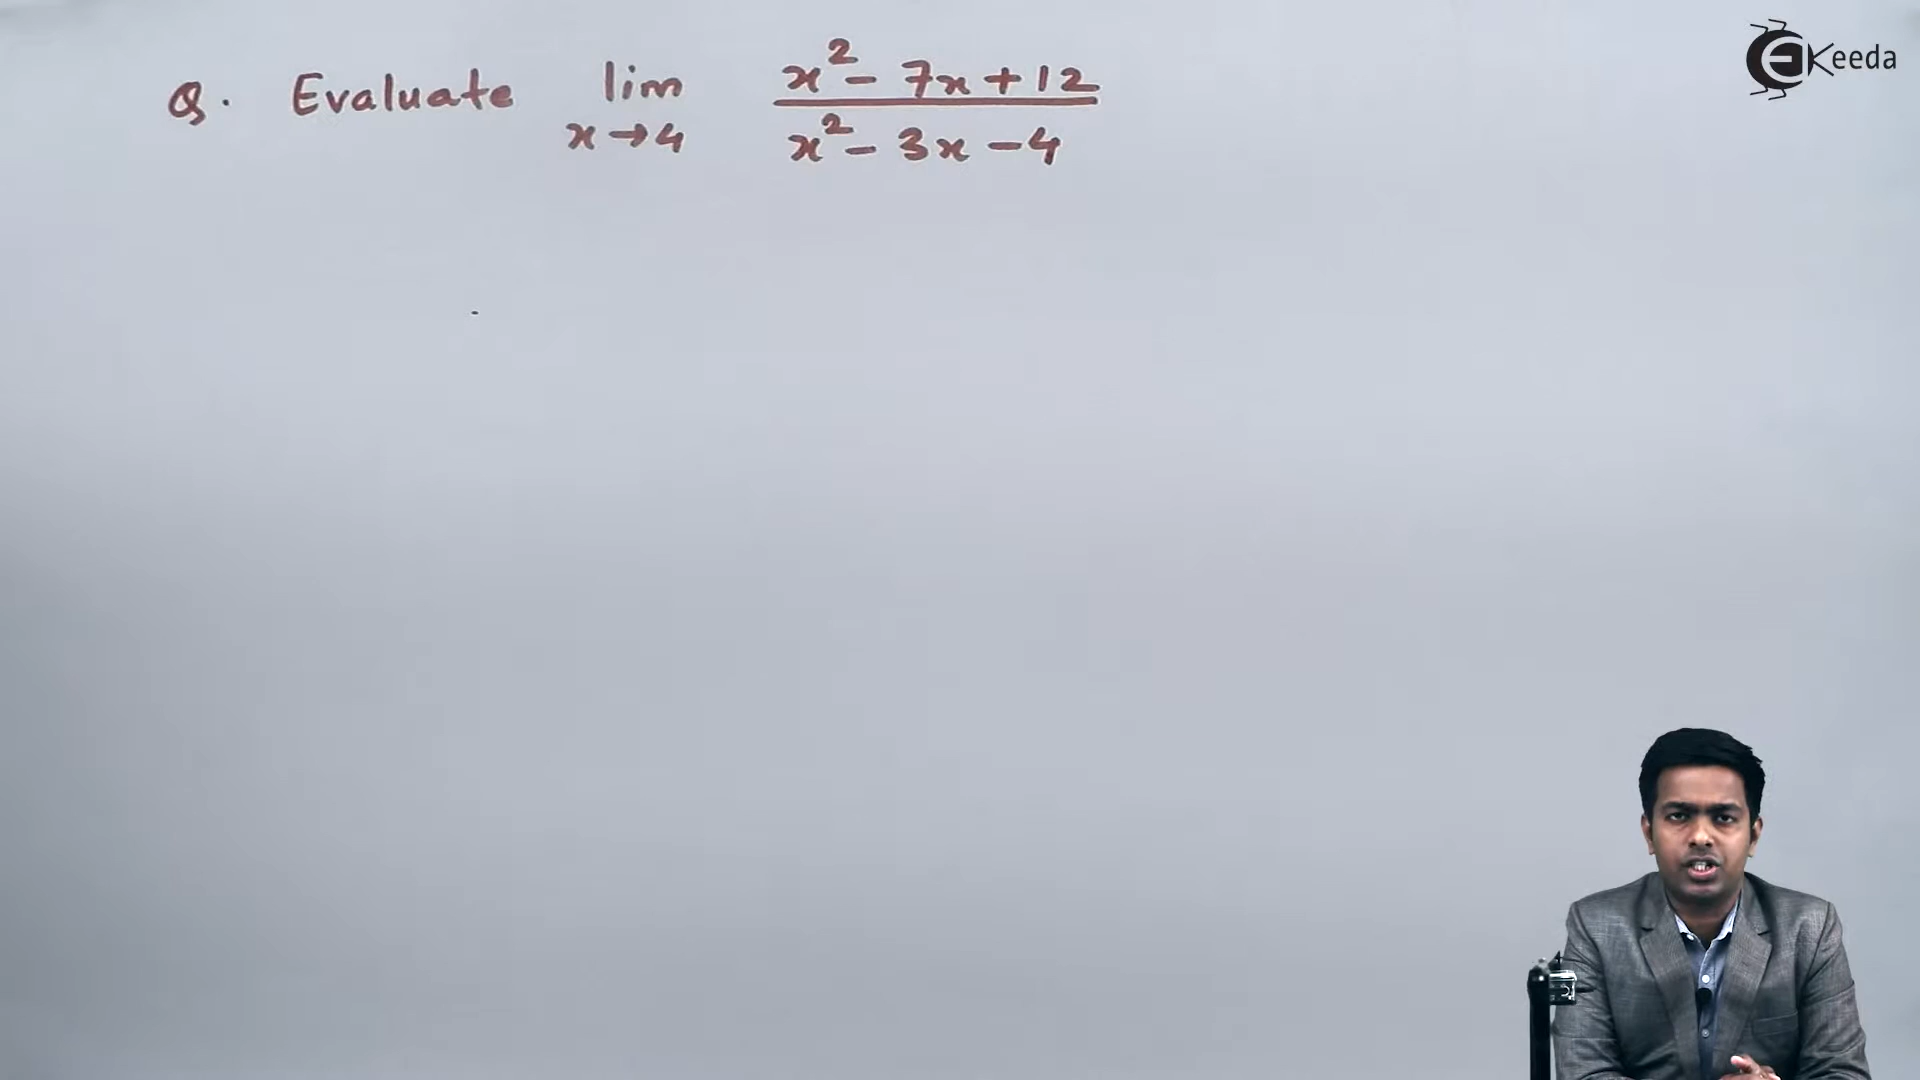 Q. Evaluate lim x→4 (x² - 7x + 12)/(x² - 3x - 4)
EKeeda